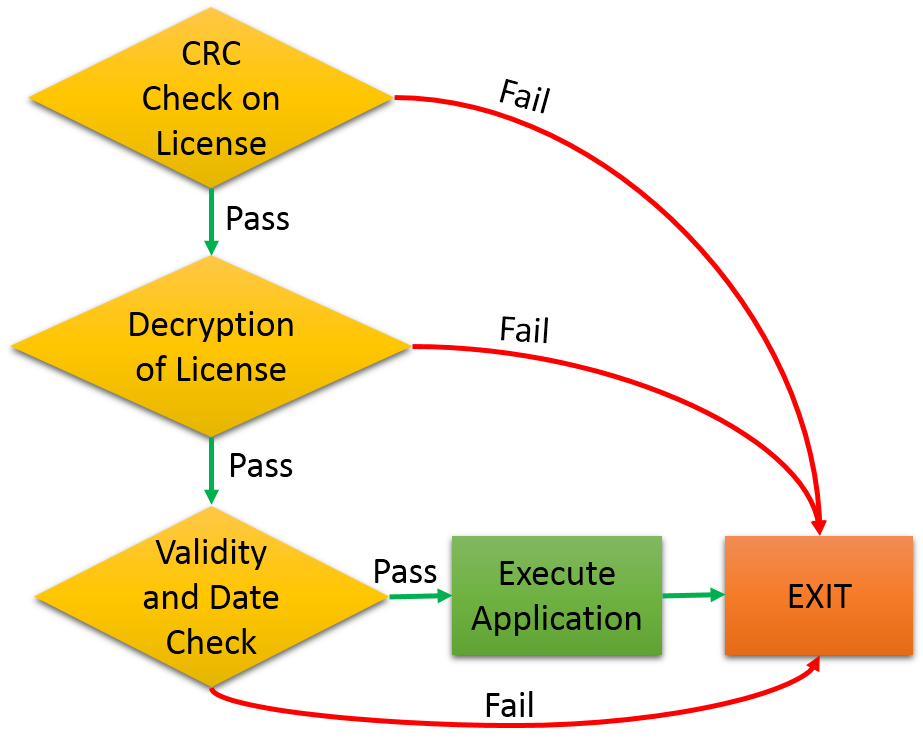 CRC
Check on
License
Fail
Pass
Decryption
of License
Fail
Pass
Validity
and Date
Check
Pass
Execute
Application
EXIT
Fail